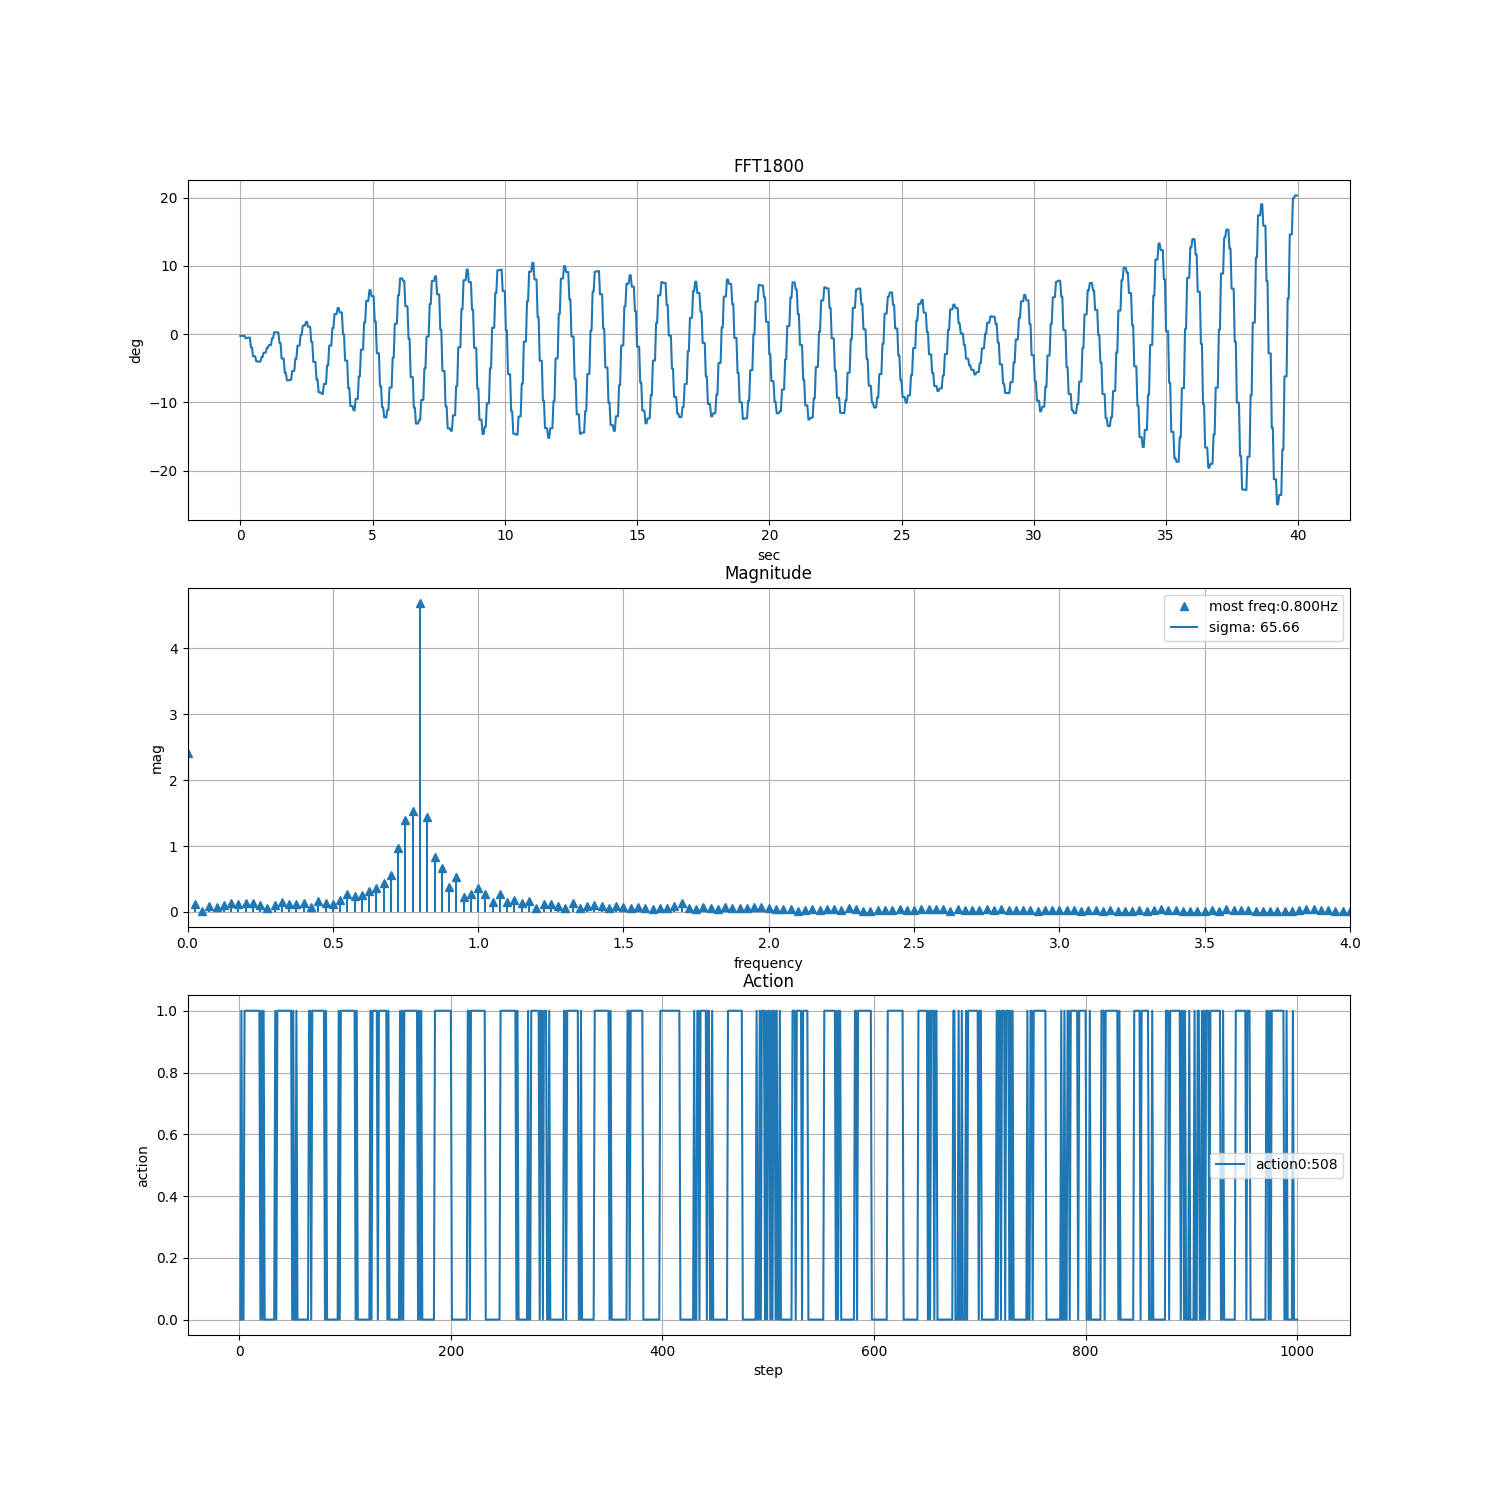 FFT1800
20
10
0
−10
−20
deg
0 5 10 15 20 25 30 35 40
sec
Magnitude
most freq:0.800Hz
sigma: 65.66
4
3
2
1
0
mag
0.0 0.5 1.0 1.5 2.0 2.5 3.0 3.5 4.0
frequency
Action
1.0
0.8
0.6
0.4
0.2
0.0
action
action0:508
0 200 400 600 800 1000
step